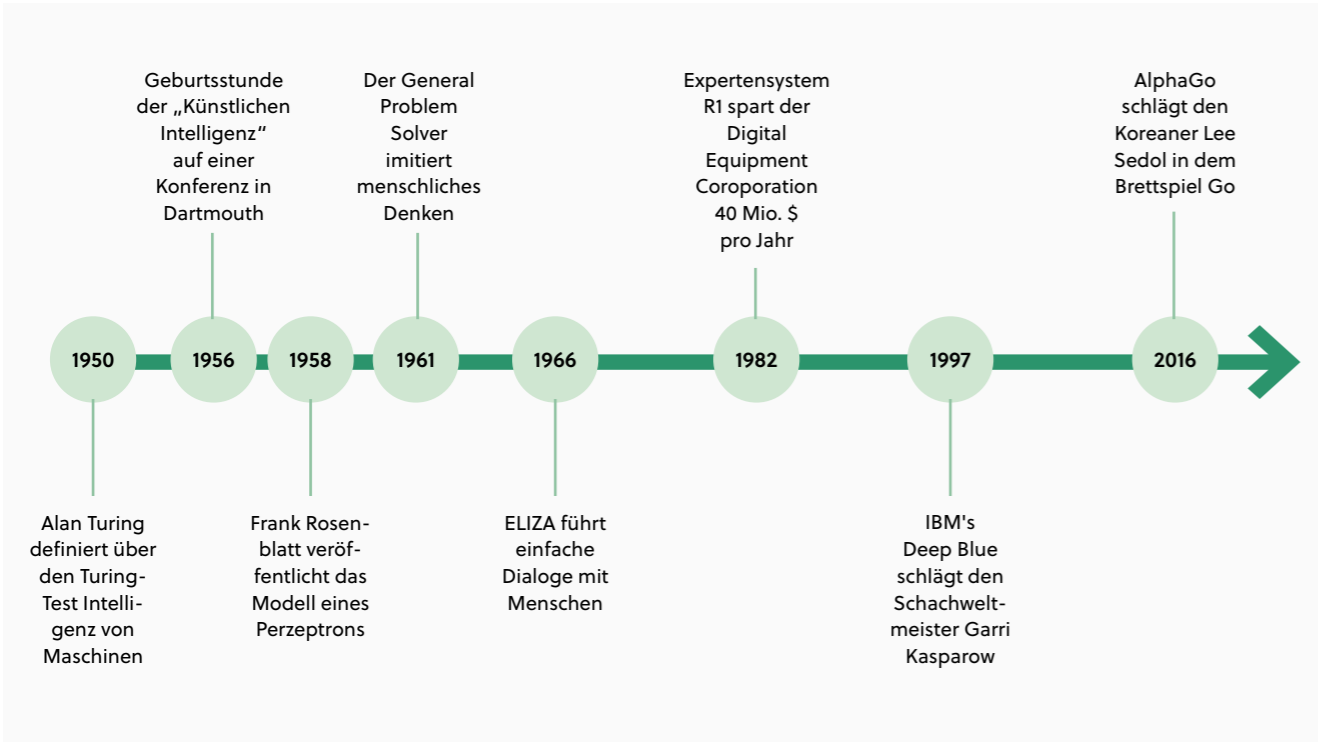 Geburtsstunde
der „Künstlichen
Intelligenz“
auf einer
Konferenz in
Dartmouth
Der General
Problem
Solver
imitiert
menschliches
Denken
Expertensystem
R1 spart der
Digital
Equipment
Coroporation
40 Mio. $
pro Jahr
AlphaGo
schlägt den
Koreaner Lee
Sedol in dem
Brettspiel Go
1950
1956
1958
1961
1966
1982
1997
2016
Alan Turing
definiert über
den Turing-
Test Intelli-
genz von
Maschinen
Frank Rosen-
blatt veröf-
fentlicht das
Modell eines
Perzeptrons
ELIZA führt
einfache
Dialoge mit
Menschen
IBM's
Deep Blue
schlägt den
Schachwelt-
meister Garri
Kasparow